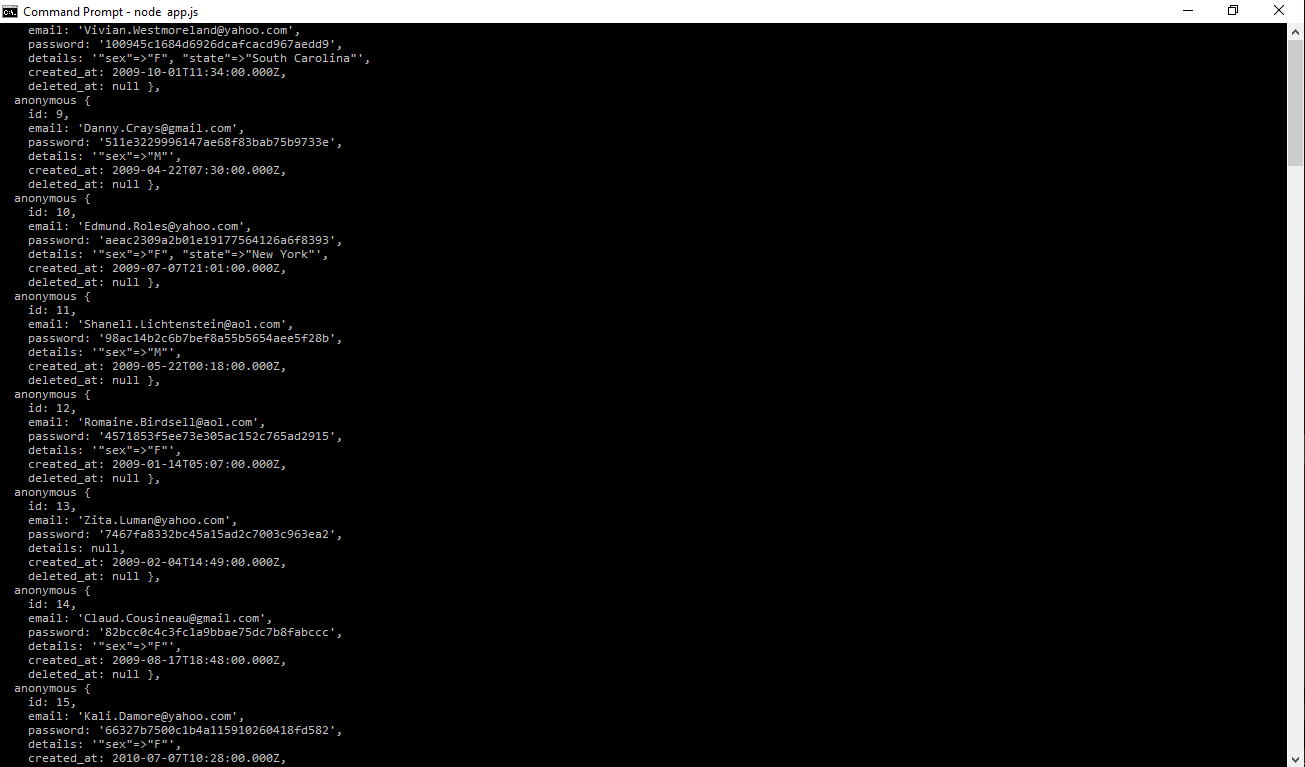 Command Prompt - node app.js
email: 'Vivian.Westmoreland@yahoo.com',
password: '100945c1684d6926dcafcacd967aedd9',
details: '"sex"=>"F", "state"=>"South Carolina"',
created_at: 2009-10-01T11:34:00.000Z,
deleted_at: null },
anonymous {
id: 9,
email: 'Danny.Crays@gmail.com',
password: '511e3229996147ae68f83bab75b9733e',
details: '"sex"=>"M"',
created_at: 2009-04-22T07:30:00.000Z,
deleted_at: null },
anonymous {
id: 10,
email: 'Edmund.Roles@yahoo.com',
password: 'aeac2309a2b01e19177564126a6f8393',
details: '"sex"=>"F", "state"=>"New York"',
created_at: 2009-07-07T21:01:00.000Z,
deleted_at: null },
anonymous {
id: 11,
email: 'Shanell.Lichtenstein@aol.com',
password: '98ac14b2c6b7bef8a55b5654aee5f28b',
details: '"sex"=>"M"',
created_at: 2009-05-22T00:18:00.000Z,
deleted_at: null },
anonymous {
id: 12,
email: 'Romaine.Birdsell@aol.com',
password: '4571853f5ee73e305ac152c765ad2915',
details: '"sex"=>"F"',
created_at: 2009-01-14T05:07:00.000Z,
deleted_at: null },
anonymous {
id: 13,
email: 'Zita.Luman@yahoo.com',
password: '7467fa8332bc45a15ad2c7003c963ea2',
details: null,
created_at: 2009-02-04T14:49:00.000Z,
deleted_at: null },
anonymous {
id: 14,
email: 'Claud.Cousineau@gmail.com',
password: '82bcc0c4c3fc1a9bbae75dc7b8fabccc',
details: '"sex"=>"F"',
created_at: 2009-08-17T18:48:00.000Z,
deleted_at: null },
anonymous {
id: 15,
email: 'Kali.Damore@yahoo.com',
password: '66327b7500c1b4a115910260418fd582',
details: '"sex"=>"F"',
created_at: 2010-07-07T10:28:00.000Z,